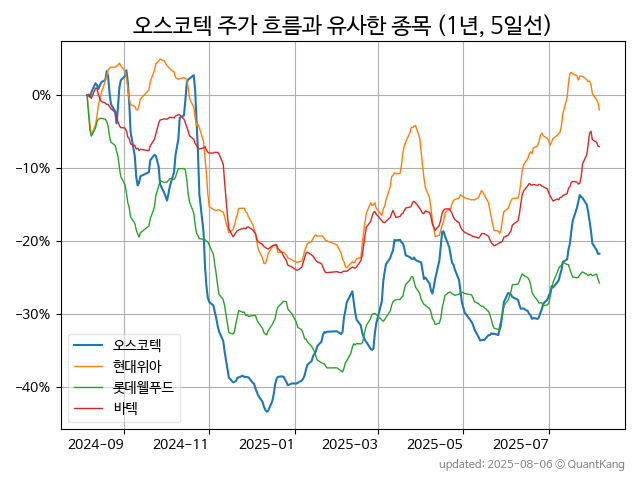 오스코텍 주가 흐름과 유사한 종목 (1년, 5일선)
0%
−10%
−20%
−30%
−40%
오스코텍
현대위아
롯데웰푸드
바텍
2024-09 2024-11 2025-01 2025-03 2025-05 2025-07
updated: 2025-08-06 © QuantKang